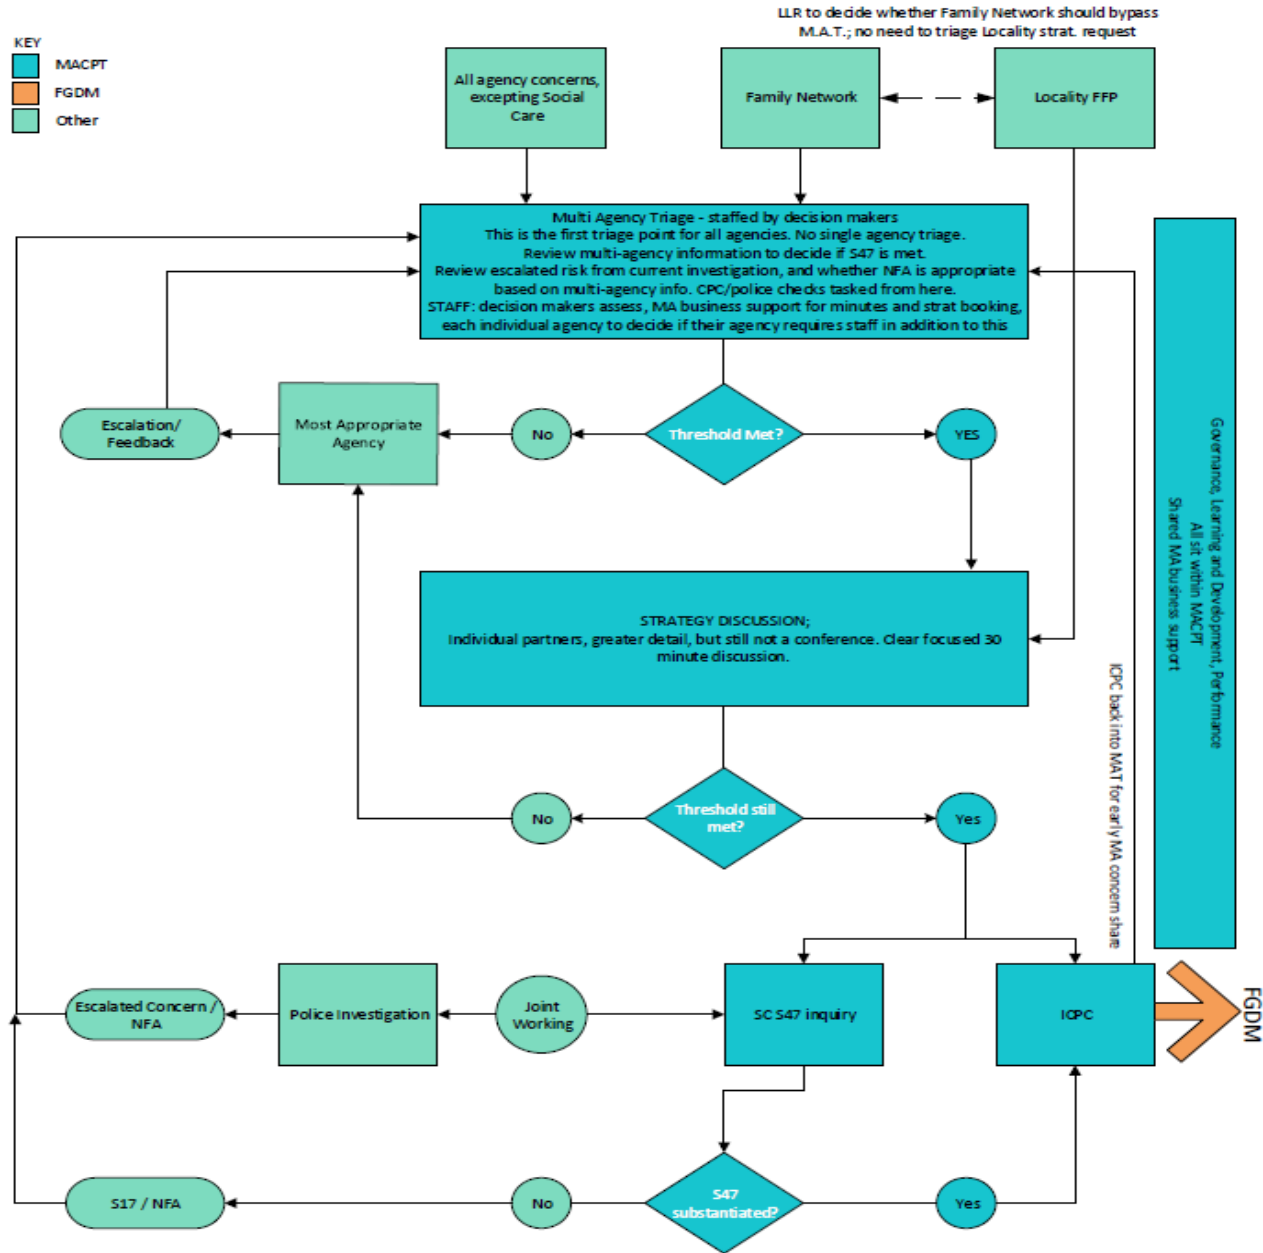 LLR to decide whether Family Network should bypass
M.A.T.; no need to triage Locality strat. request
KEY
MACPT
FGDM
Other
All agency concerns,
excepting Social
Care
Family Network
Locality FFP
Multi Agency Triage - staffed by decision makers
This is the first triage point for all agencies. No single agency triage.
Review multi-agency information to decide if S47 is met.
Review escalated risk from current investigation, and whether NFA is appropriate
based on multi-agency info. CPC/police checks tasked from here.
STAFF: decision makers assess, MA business support for minutes and strat booking,
each individual agency to decide if their agency requires staff in addition to this
Escalation/
Feedback
Most Appropriate
Agency
No
Threshold Met?
YES
Governance, Learning and Development, Performance
All sit within MACPT
Shared MA business support
STRATEGY DISCUSSION;
Individual partners, greater detail, but still not a conference. Clear focused 30
minute discussion.
No
Threshold still
met?
Yes
ICPC back into MAT for early MA concern share
Escalated Concern /
NFA
Police Investigation
Joint
Working
SC S47 inquiry
ICPC
FGDM
S17 / NFA
No
S47
substantiated?
Yes